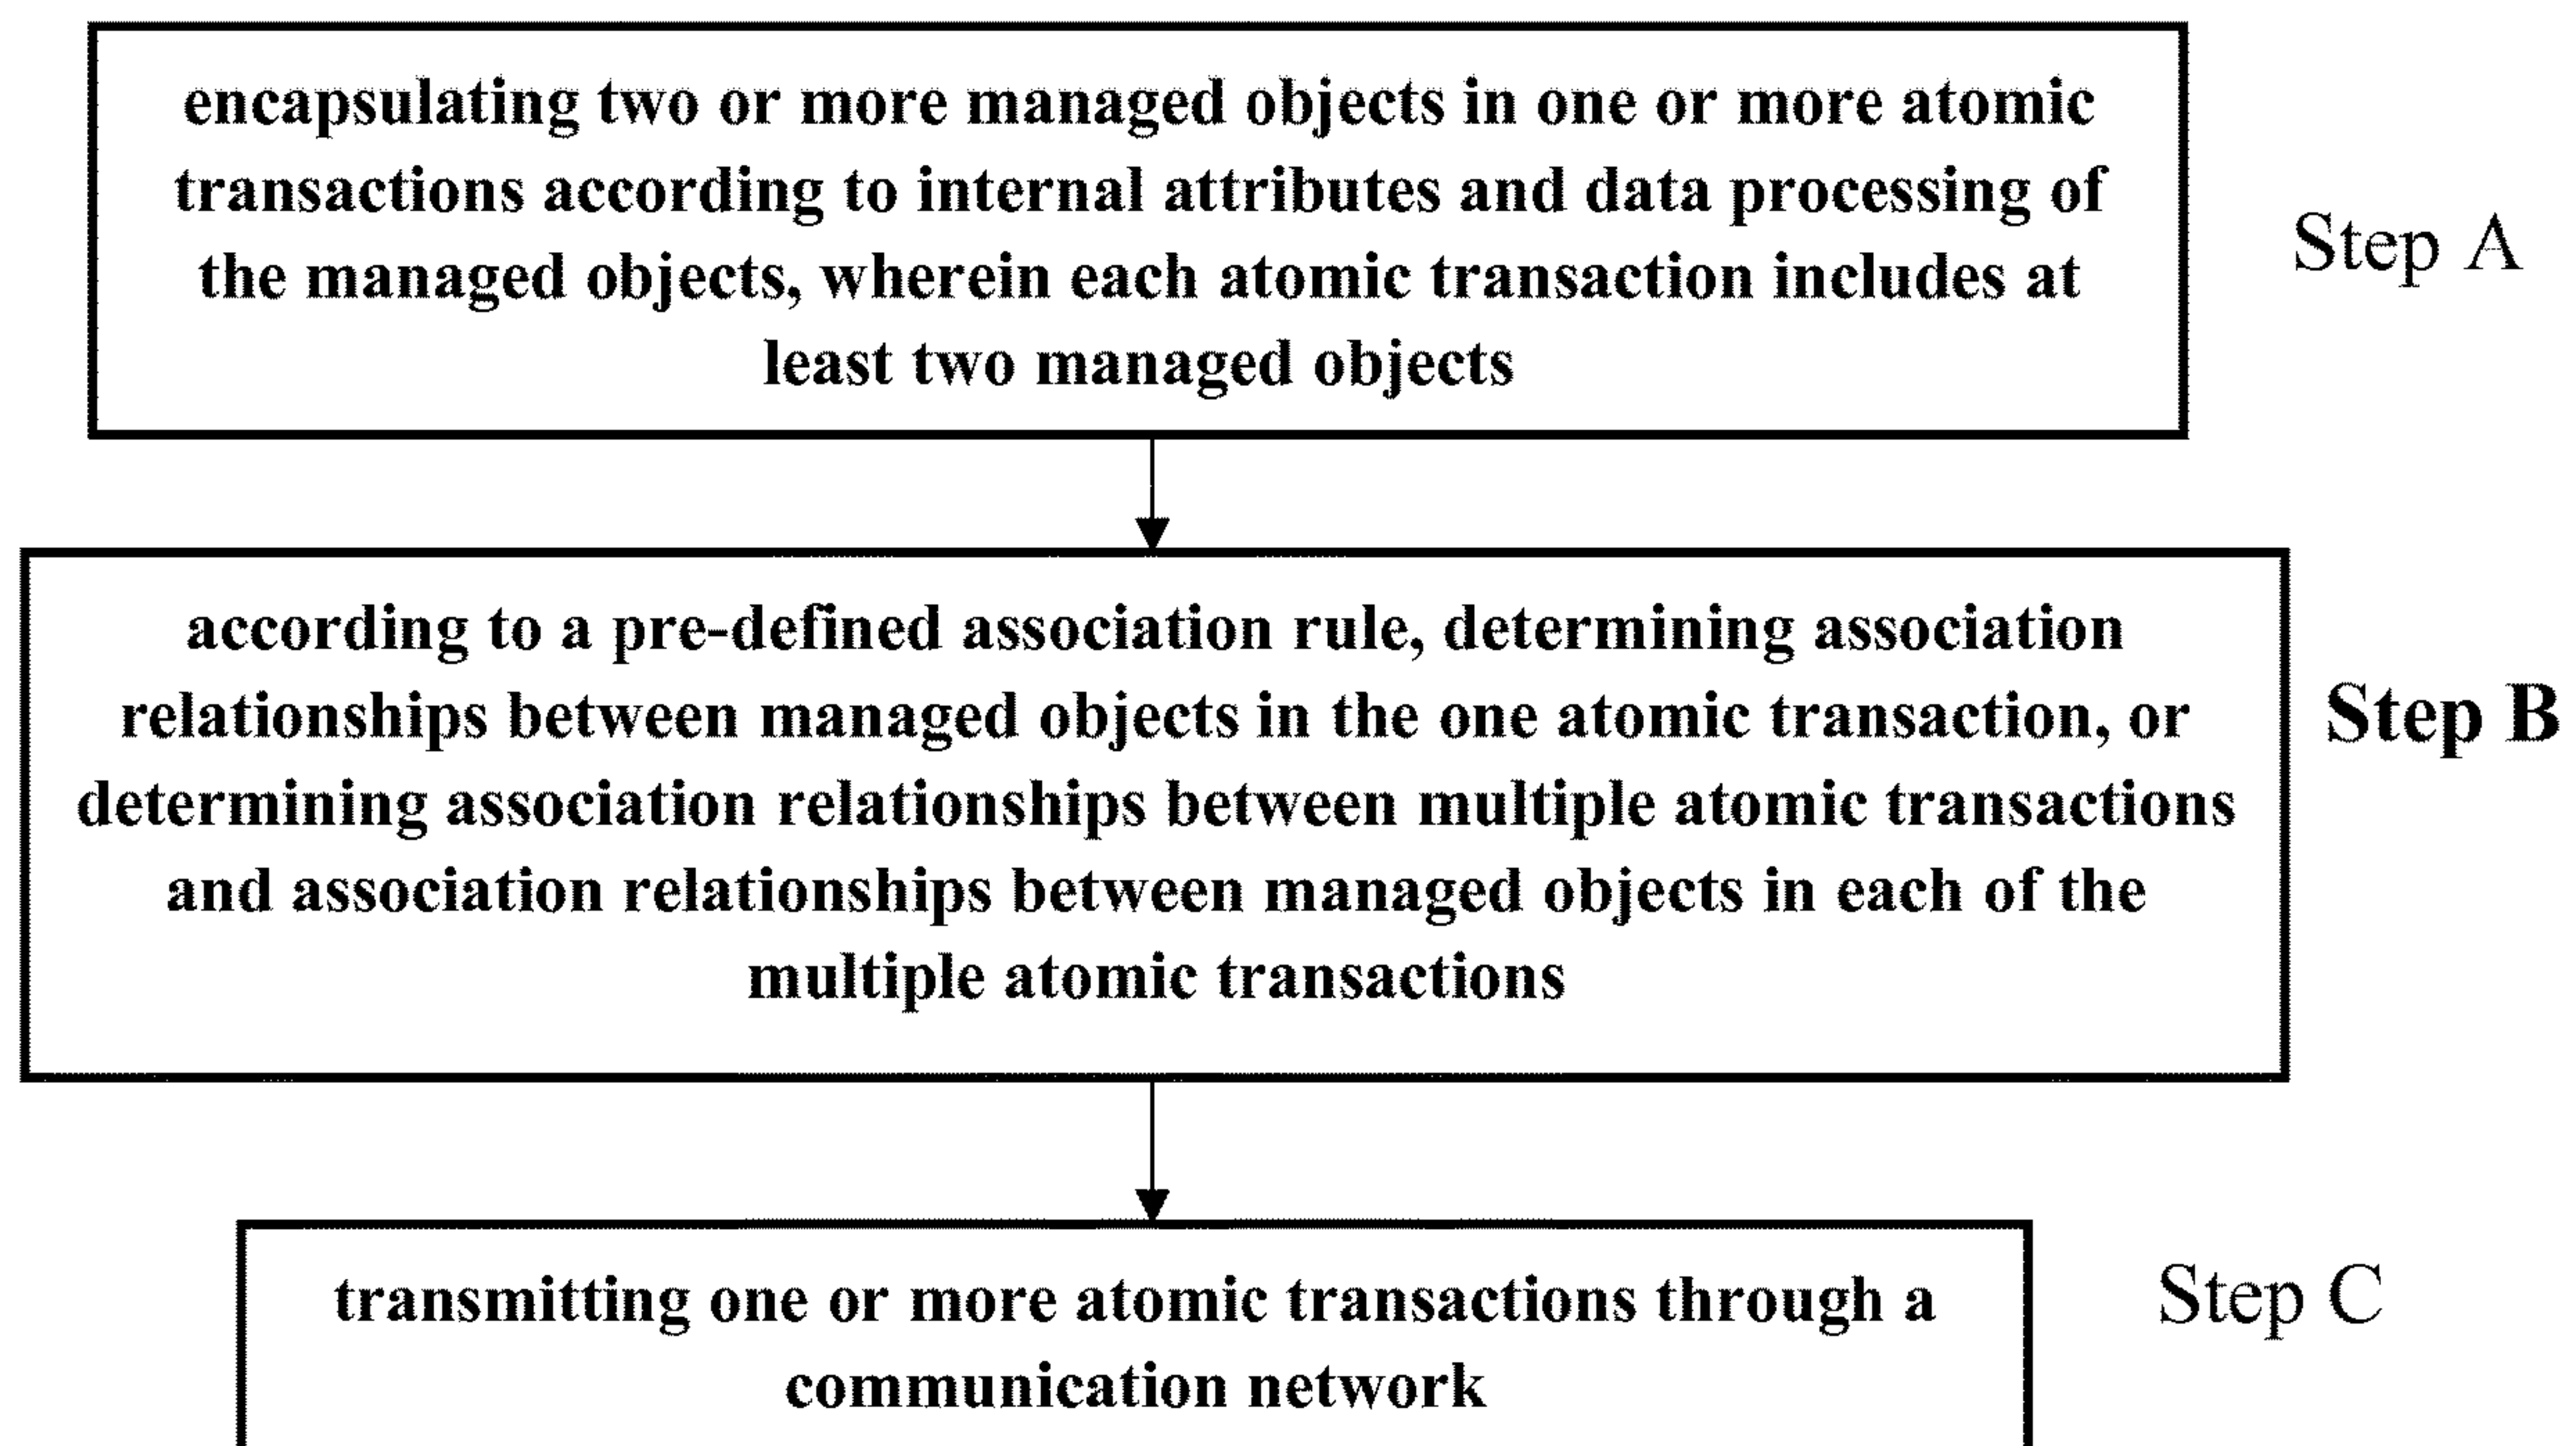 encapsulating two or more managed objects in one or more atomic
transactions according to internal attributes and data processing of
the managed objects, wherein each atomic transaction includes at
least two managed objects
Step A
according to a pre-defined association rule, determining association
relationships between managed objects in the one atomic transaction, or
determining association relationships between multiple atomic transactions
and association relationships between managed objects in each of the
multiple atomic transactions
Step B
transmitting one or more atomic transactions through a
communication network
Step C